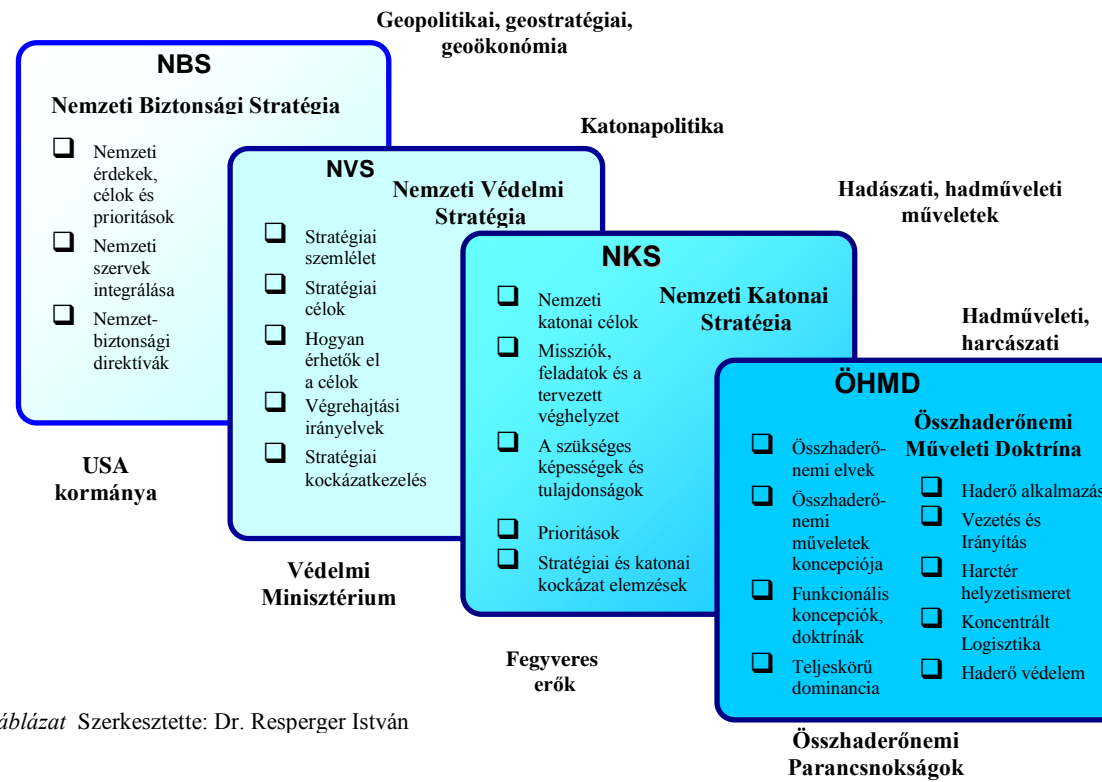 Geopolitikai, geostratégiai,
geoökonómia
NBS
Nemzeti Biztonsági Stratégia
Nemzeti
érdekek,
célok és
prioritások
Nemzeti
szervek
integrálása
Nemzet-
biztonsági
direktívák
USA
kormánya
Katonapolitika
NVS
Nemzeti Védelmi
Stratégia
Stratégiai
szemlélet
Stratégiai
célok
Hogyan
érhetők el
a célok
Végrehajtási
irányelvek
Stratégiai
kockázatkezelés
Védelmi
Minisztérium
Hadászati, hadműveleti
műveletek
NKS
Nemzeti Katonai
Stratégia
Nemzeti
katonai célok
Missziók,
feladatok és a
tervezett
véghelyzet
A szükséges
képességek és
tulajdonságok
Prioritások
Stratégiai és katonai
kockázat elemzések
Fegyveres
erők
Hadműveleti,
harcászati
ÖHMD
Összhaderőnemi
Műveleti Doktrína
Összhaderő-
nemi elvek
Összhaderő-
nemi
műveletek
koncepciója
Funkcionális
koncepciók,
doktrínák
Teljeskörű
dominancia
Haderő alkalmazás
Vezetés és
Irányítás
Harctér
helyzetismeret
Koncentrált
Logisztika
Haderő védelem
Összhaderőnemi
Parancsnokságok
áblázat Szerkesztette: Dr. Resperger István